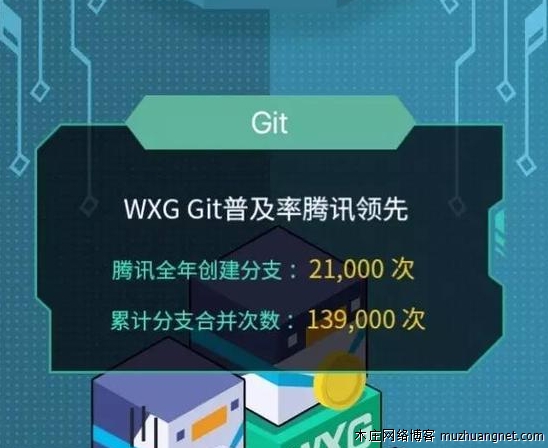 Git
WXG Git普及率腾讯领先
腾讯全年创建分支：21,000 次
累计分支合并次数：139,000 次
WXG
木庄网络博客 muzhuangnet.com